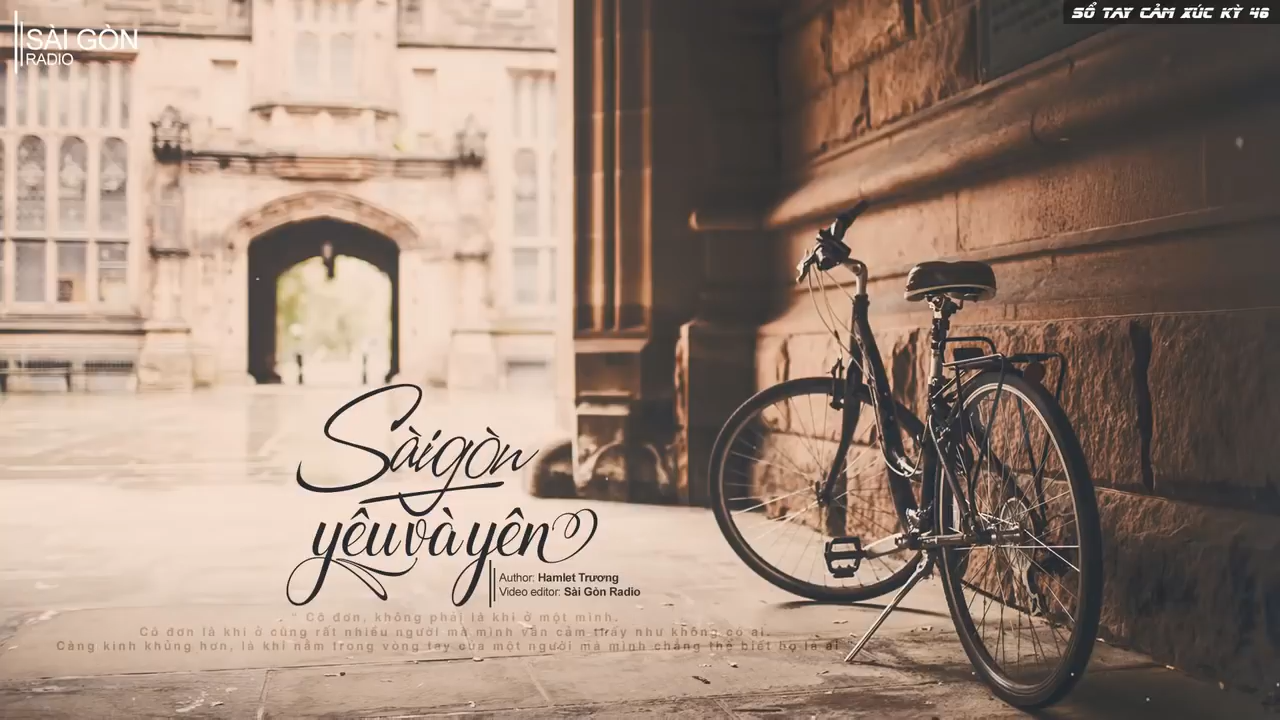 SÀI GÒN
RADIO
SỔ TAY CẢM XÚC KỲ 46
Sàigòn
yêu và yên
Author: Hamlet Trương
Video editor: Sài Gòn Radio
" Cô đơn, không phải là khi ở một mình.
Cô đơn là khi ở cùng rất nhiều người mà mình vẫn cảm thấy như không có ai.
Càng kinh khủng hơn, là khi nằm trong vòng tay của một người mà mình chẳng thể biết họ là ai